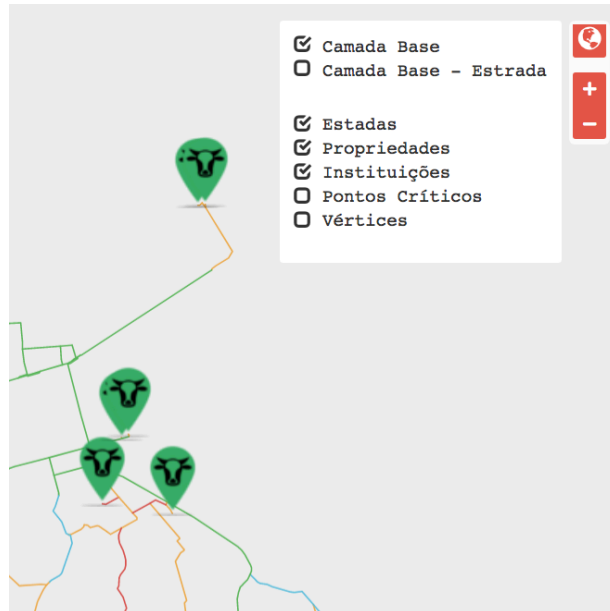 Camada Base
Camada Base - Estrada
Estadas
Propriedades
Instituições
Pontos Críticos
Vértices
+
-